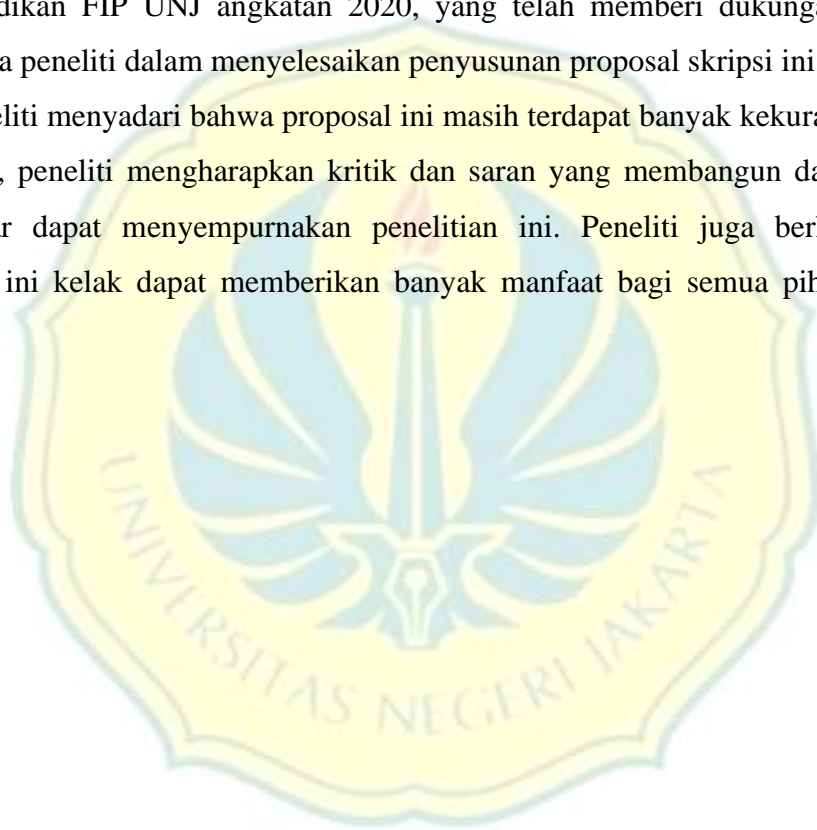 didikan FIP UNJ angkatan 2020, yang telah memberi dukunga
a peneliti dalam menyelesaikan penyusunan proposal skripsi ini
eliti menyadari bahwa proposal ini masih terdapat banyak kekura
, peneliti mengharapkan kritik dan saran yang membangun da
ar dapat menyempurnakan penelitian ini. Peneliti juga ber
ini kelak dapat memberikan banyak manfaat bagi semua pih
UNIVERSITAS NEGERI JAKARTA